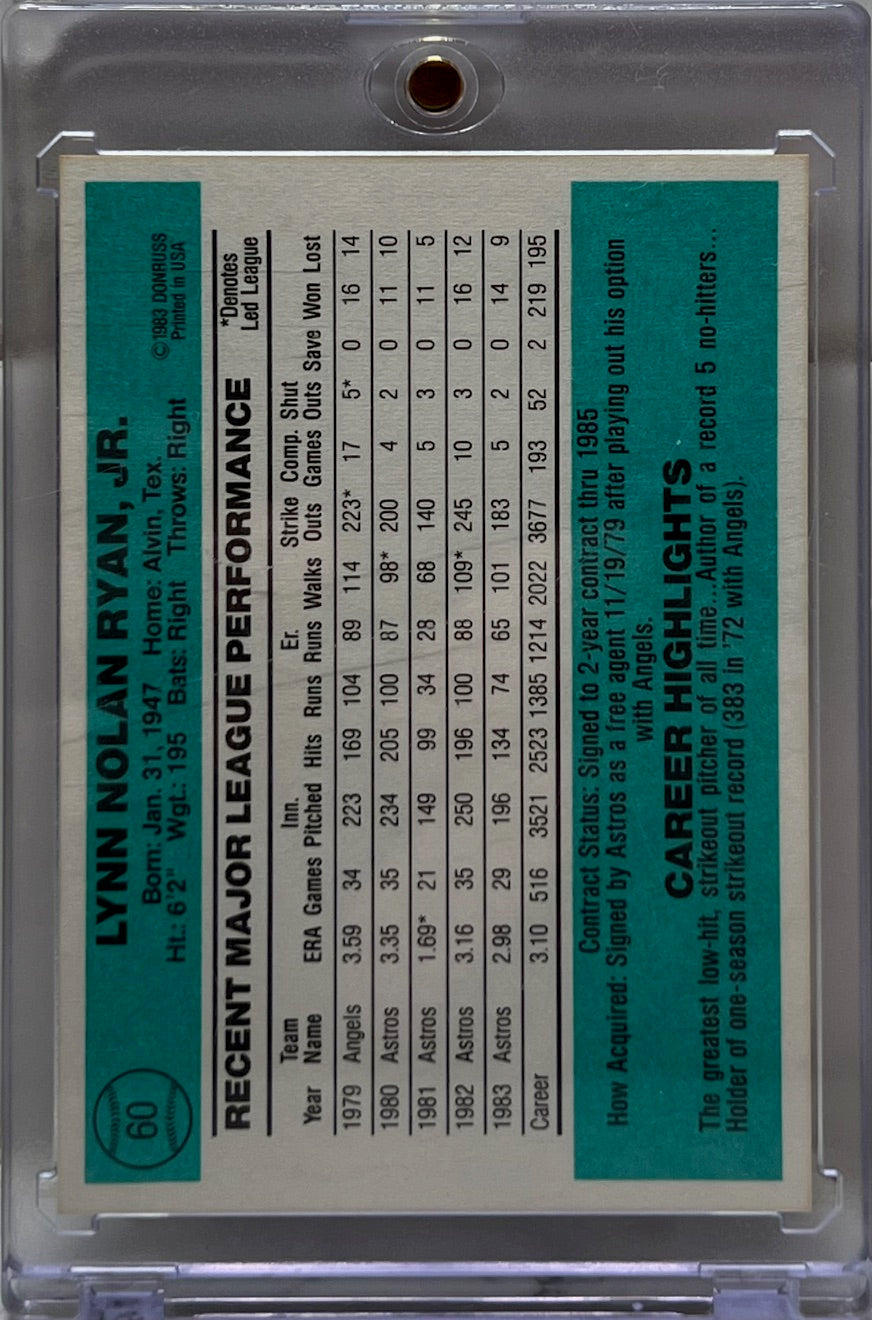 60
LYNN NOLAN RYAN, JR.
Born: Jan. 31, 1947 Home: Alvin, Tex.
Ht.: 6'2" Wgt.: 195 Bats: Right Throws: Right
©1983 DONRUSS
Printed in USA
RECENT MAJOR LEAGUE PERFORMANCE
*Denotes
Led League
Team Inn. Er. Strike Comp. Shut
Year Name ERA Games Pitched Hits Runs Runs Walks Outs Games Outs Save Won Lost
1979 Angels 3.59 34 223 169 104 89 114 223* 17 5* 0 16 14
1980 Astros 3.35 35 234 205 100 87 98* 200 4 2 0 11 10
1981 Astros 1.69* 21 149 99 34 28 68 140 5 3 0 11 5
1982 Astros 3.16 35 250 196 100 88 109* 245 10 3 0 16 12
1983 Astros 2.98 29 196 134 74 65 101 183 5 2 0 14 9
Career 3.10 516 3521 2523 1385 1214 2022 3677 193 52 2 219 195
Contract Status: Signed to 2-year contract thru 1985
How Acquired: Signed by Astros as a free agent 11/19/79 after playing out his option
with Angels.
CAREER HIGHLIGHTS
The greatest low-hit, strikeout pitcher of all time...Author of a record 5 no-hitters...
Holder of one-season strikeout record (383 in '72 with Angels).